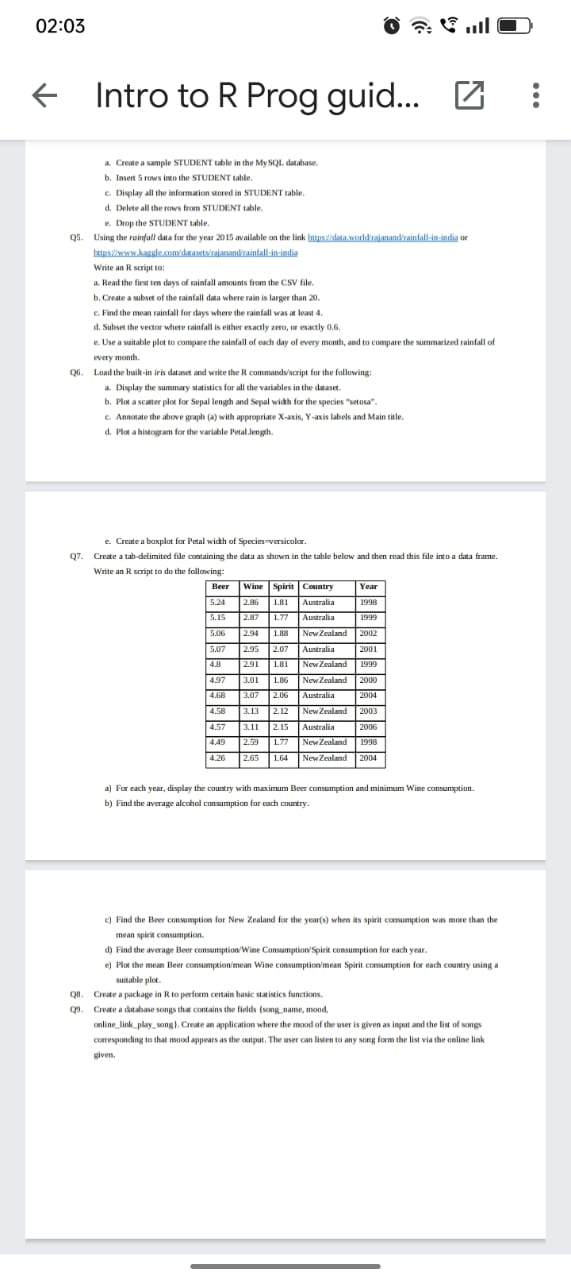 02:03
Intro to R Prog guid...
a. Create a sample STUDENT table in the My SQL database.
b. Insert 5 rows into the STUDENT table.
c. Display all the information stored in STUDENT table.
d. Delete all the rows from STUDENT table.
e. Drop the STUDENT table.
Q5. Using the rainfall data for the year 2015 available on the link https://data.world/rajanand/rainfall-in-india or
https://www.kaggle.com/datasets/rajanand/rainfall-in-india
Write an R script to:
a. Read the first ten days of rainfall amounts from the CSV file.
b. Create a subset of the rainfall data where rain is larger than 20.
c. Find the mean rainfall for days where the rainfall was at least 4.
d. Subset the vector where rainfall is either exactly zero, or exactly 0.6.
e. Use a suitable plot to compare the rainfall of each day of every month, and to compare the summarized rainfall of
every month.
Q6. Load the built-in iris dataset and write the R commands/script for the following:
a. Display the summary statistics for all the variables in the dataset.
b. Plot a scatter plot for Sepal length and Sepal width for the species "setosa".
c. Annotate the above graph (a) with appropriate X-axis, Y-axis labels and Main title.
d. Plot a histogram for the variable Petal.length.
e. Create a boxplot for Petal width of Species=versicolor.
Q7. Create a tab-delimited file containing the data as shown in the table below and then read this file into a data frame.
Write an R script to do the following:
Beer Wine Spirit Country Year
5.24 2.86 1.81 Australia 1998
5.15 2.87 1.77 Australia 1999
5.06 2.94 1.88 NewZealand 2002
5.07 2.95 2.07 Australia 2001
4.8 2.91 1.81 NewZealand 1999
4.97 3.01 1.86 NewZealand 2000
4.68 3.07 2.06 Australia 2004
4.58 3.13 2.12 NewZealand 2003
4.57 3.11 2.15 Australia 2006
4.49 2.59 1.77 NewZealand 1998
4.26 2.65 1.64 NewZealand 2004
a) For each year, display the country with maximum Beer consumption and minimum Wine consumption.
b) Find the average alcohol consumption for each country.
c) Find the Beer consumption for New Zealand for the year(s) when its spirit consumption was more than the
mean spirit consumption.
d) Find the average Beer consumption/Wine Consumption/Spirit consumption for each year.
e) Plot the mean Beer consumption/mean Wine consumption/mean Spirit consumption for each country using a
suitable plot.
Q8. Create a package in R to perform certain basic statistics functions.
Q9. Create a database songs that contains the fields {song_name, mood,
online_link_play_song}. Create an application where the mood of the user is given as input and the list of songs
corresponding to that mood appears as the output. The user can listen to any song form the list via the online link
given.